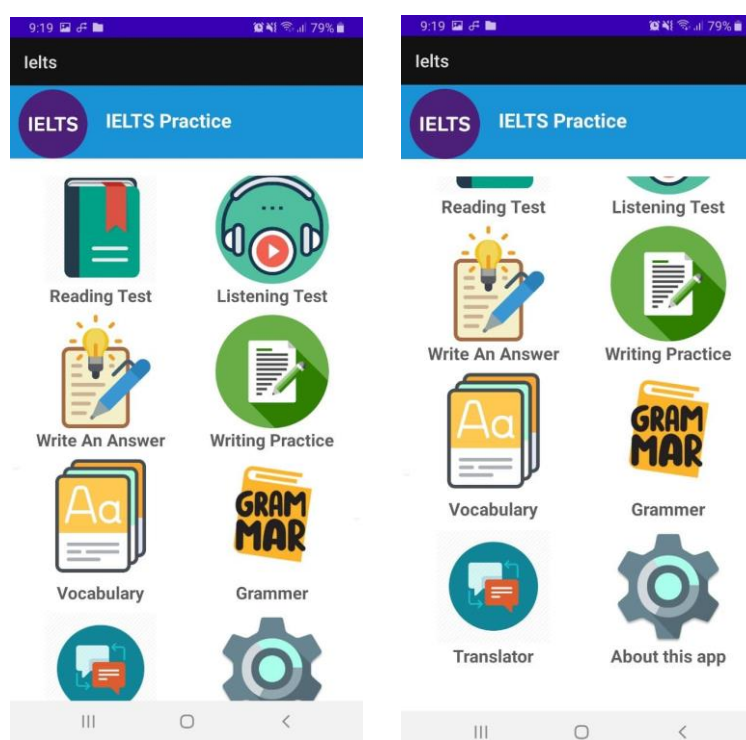 9:19 79%
Ielts
IELTS IELTS Practice
Reading Test Listening Test
Write An Answer Writing Practice
Aa GRAM
MAR
Vocabulary Grammer
9:19 79%
Ielts
IELTS IELTS Practice
Reading Test Listening Test
Write An Answer Writing Practice
Aa GRAM
MAR
Vocabulary Grammer
Translator About this app